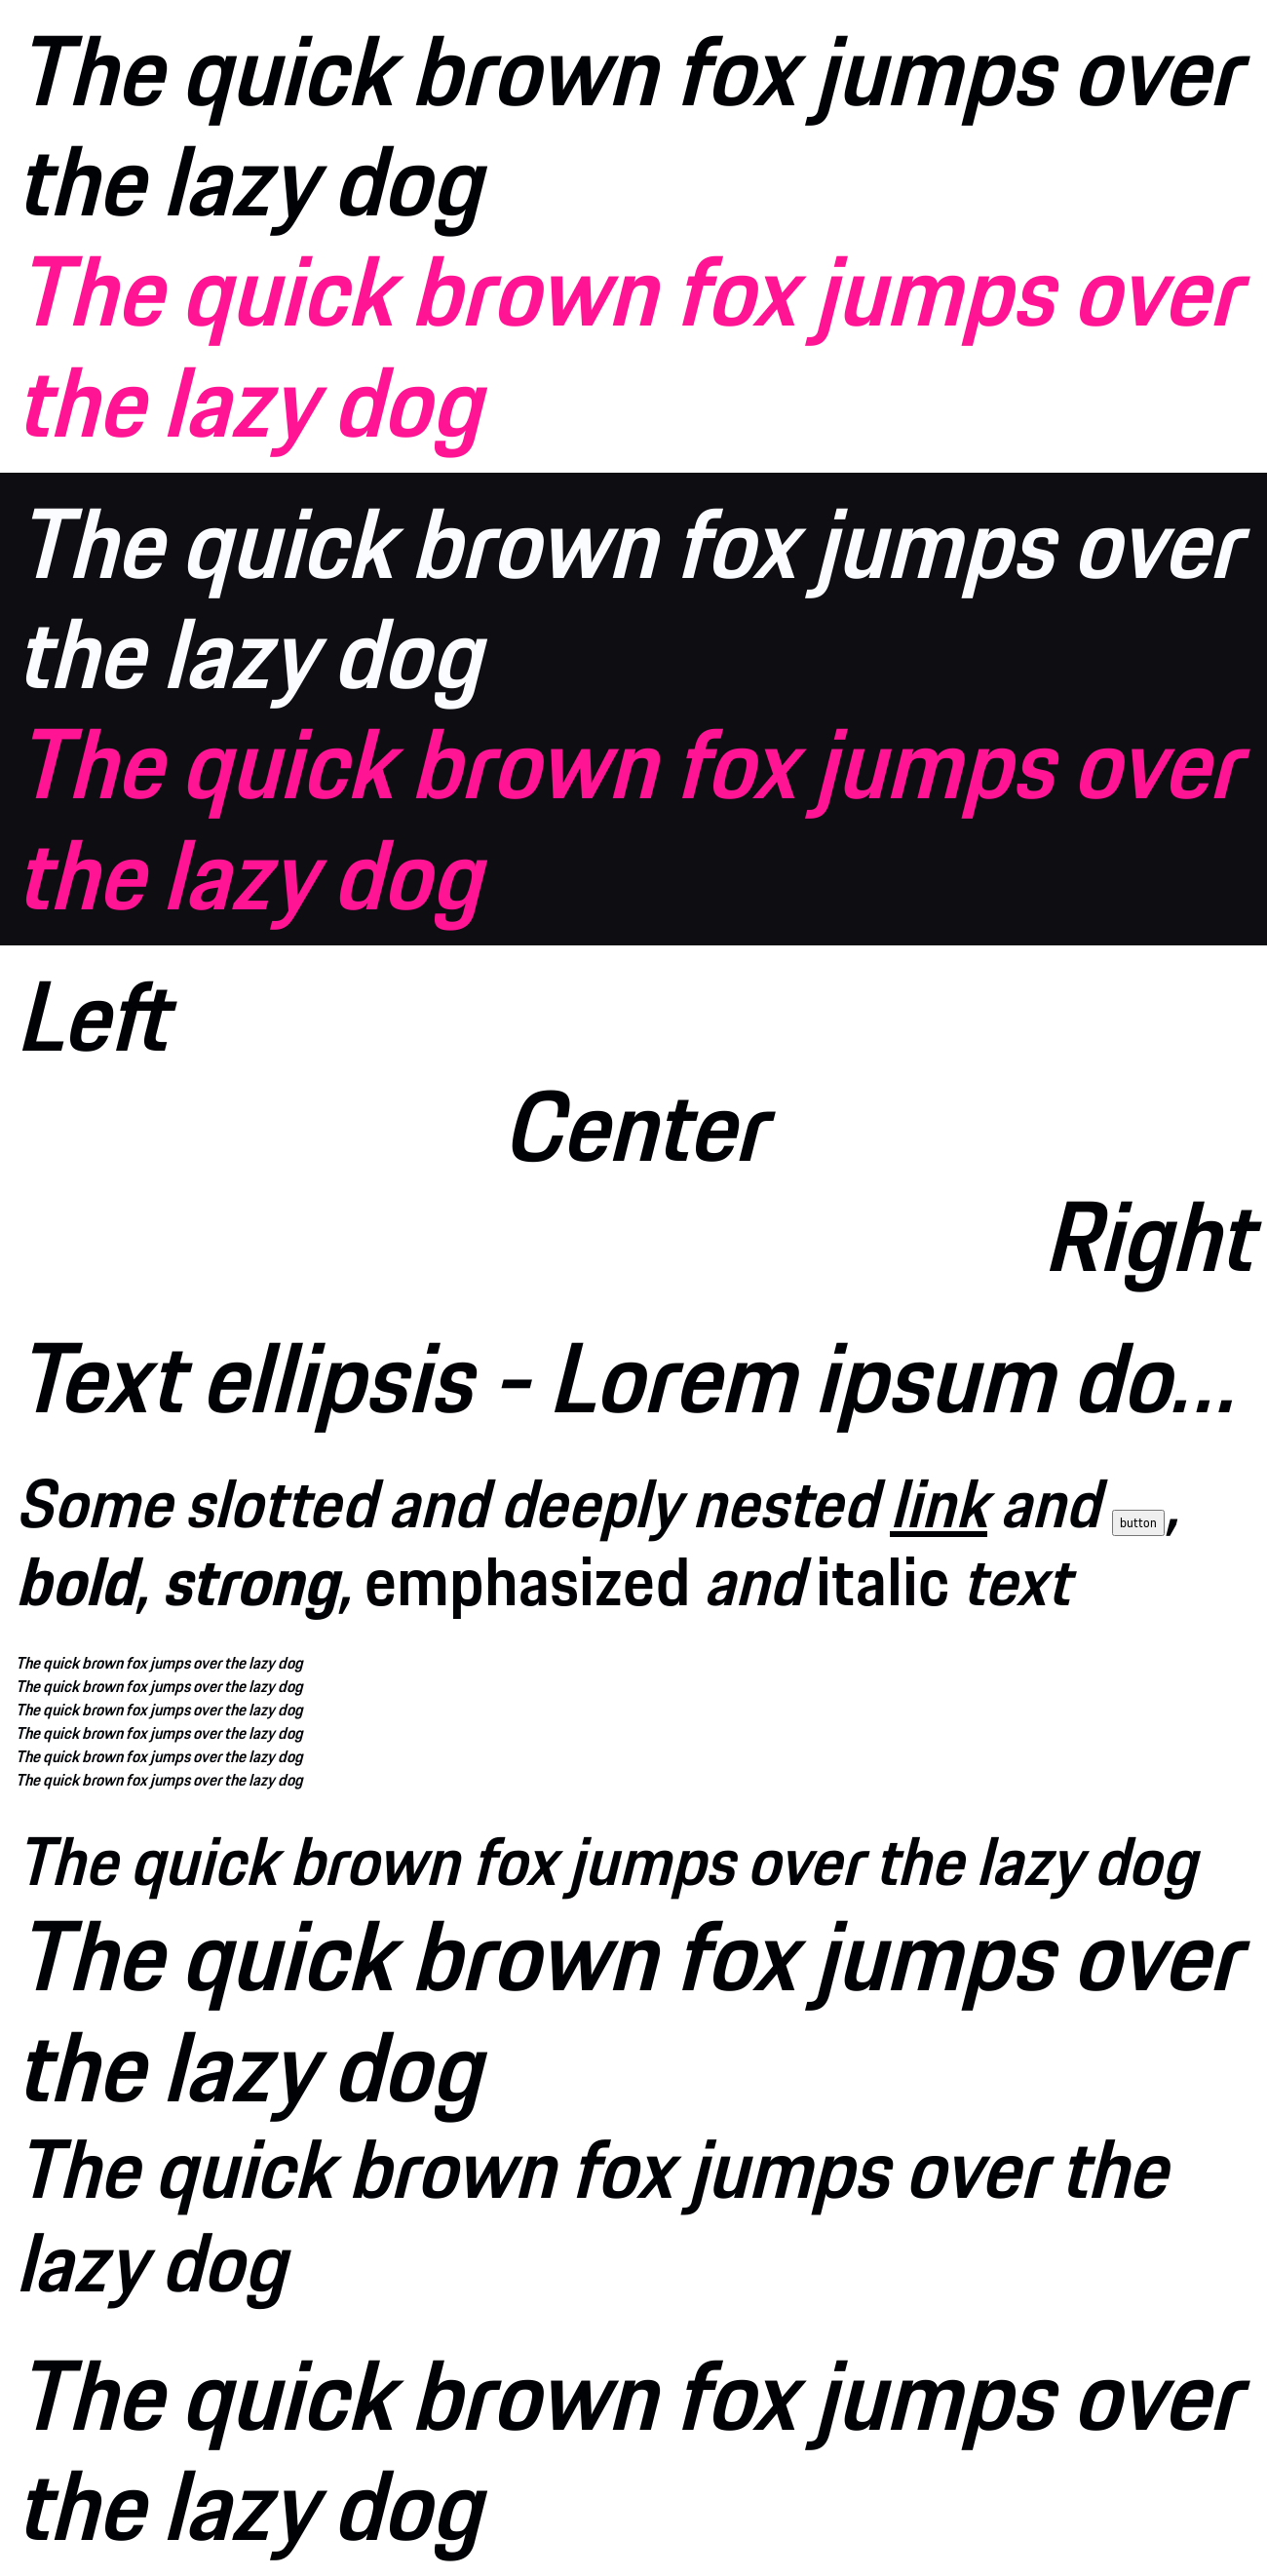 The quick brown fox jumps over
the lazy dog
The quick brown fox jumps over
the lazy dog
The quick brown fox jumps over
the lazy dog
The quick brown fox jumps over
the lazy dog
Left
Center
Right
Text ellipsis - Lorem ipsum do...
Some slotted and deeply nested link and button,
bold, strong, emphasized and italic text
The quick brown fox jumps over the lazy dog
The quick brown fox jumps over the lazy dog
The quick brown fox jumps over the lazy dog
The quick brown fox jumps over the lazy dog
The quick brown fox jumps over the lazy dog
The quick brown fox jumps over the lazy dog
The quick brown fox jumps over the lazy dog
The quick brown fox jumps over
the lazy dog
The quick brown fox jumps over the
lazy dog
The quick brown fox jumps over
the lazy dog